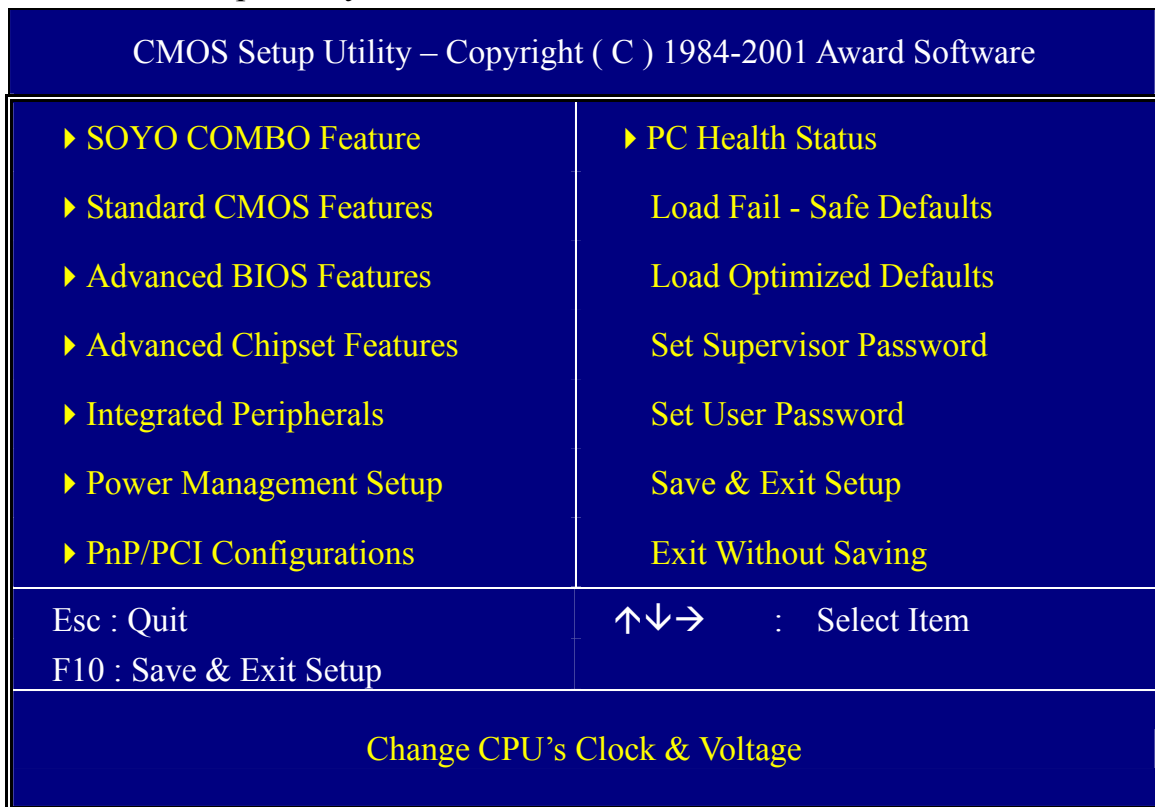 CMOS Setup Utility – Copyright ( C ) 1984-2001 Award Software
SOYO COMBO Feature
Standard CMOS Features
Advanced BIOS Features
Advanced Chipset Features
Integrated Peripherals
Power Management Setup
PnP/PCI Configurations
PC Health Status
Load Fail - Safe Defaults
Load Optimized Defaults
Set Supervisor Password
Set User Password
Save & Exit Setup
Exit Without Saving
Esc : Quit
F10 : Save & Exit Setup
↑↓→ : Select Item
Change CPU’s Clock & Voltage